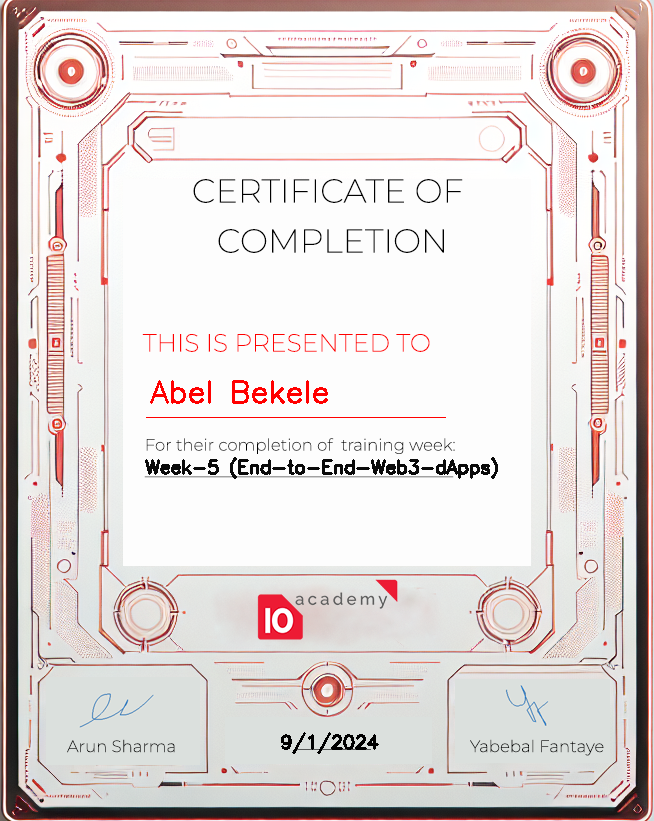 CERTIFICATE OF
COMPLETION
THIS IS PRESENTED TO
Abel Bekele
For their completion of training week:
Week-5 (End-to-End-Web3-dApps)
10 academy
Arun Sharma
9/1/2024
Yabebal Fantaye